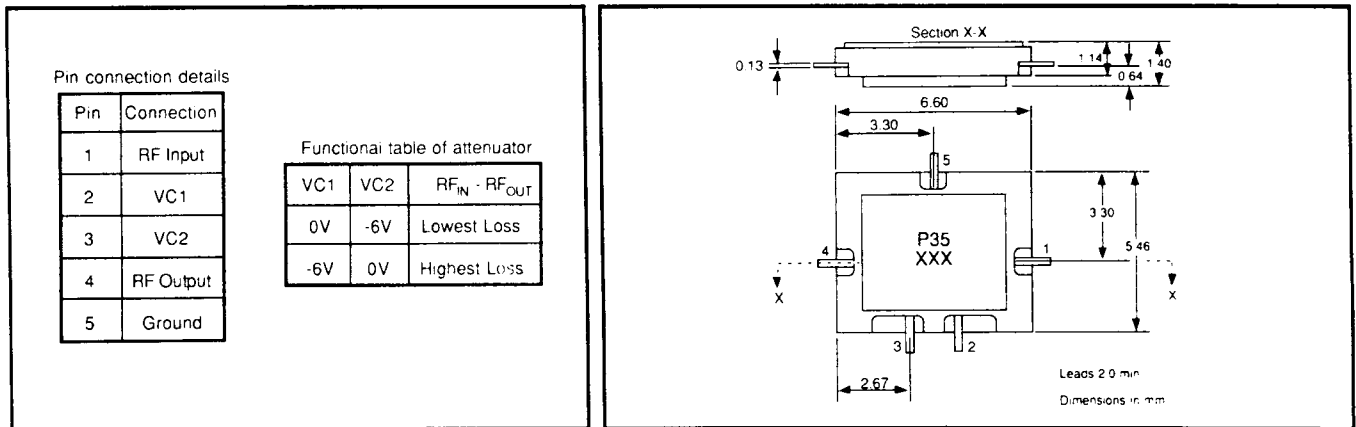 Pin connection details
Pin Connection
1 RF Input
2 VC1
3 VC2
4 RF Output
5 Ground
Functional table of attenuator
VC1 VC2 RFIN - RFOUT
0V -6V Lowest Loss
-6V 0V Highest Loss
Section X-X
0.13
1.14
0.64
1.40
6.60
3.30
5
P35
XXX
4
1
3.30
5.46
X
X
3
2
2.67
Leads 2.0 min
Dimensions in mm